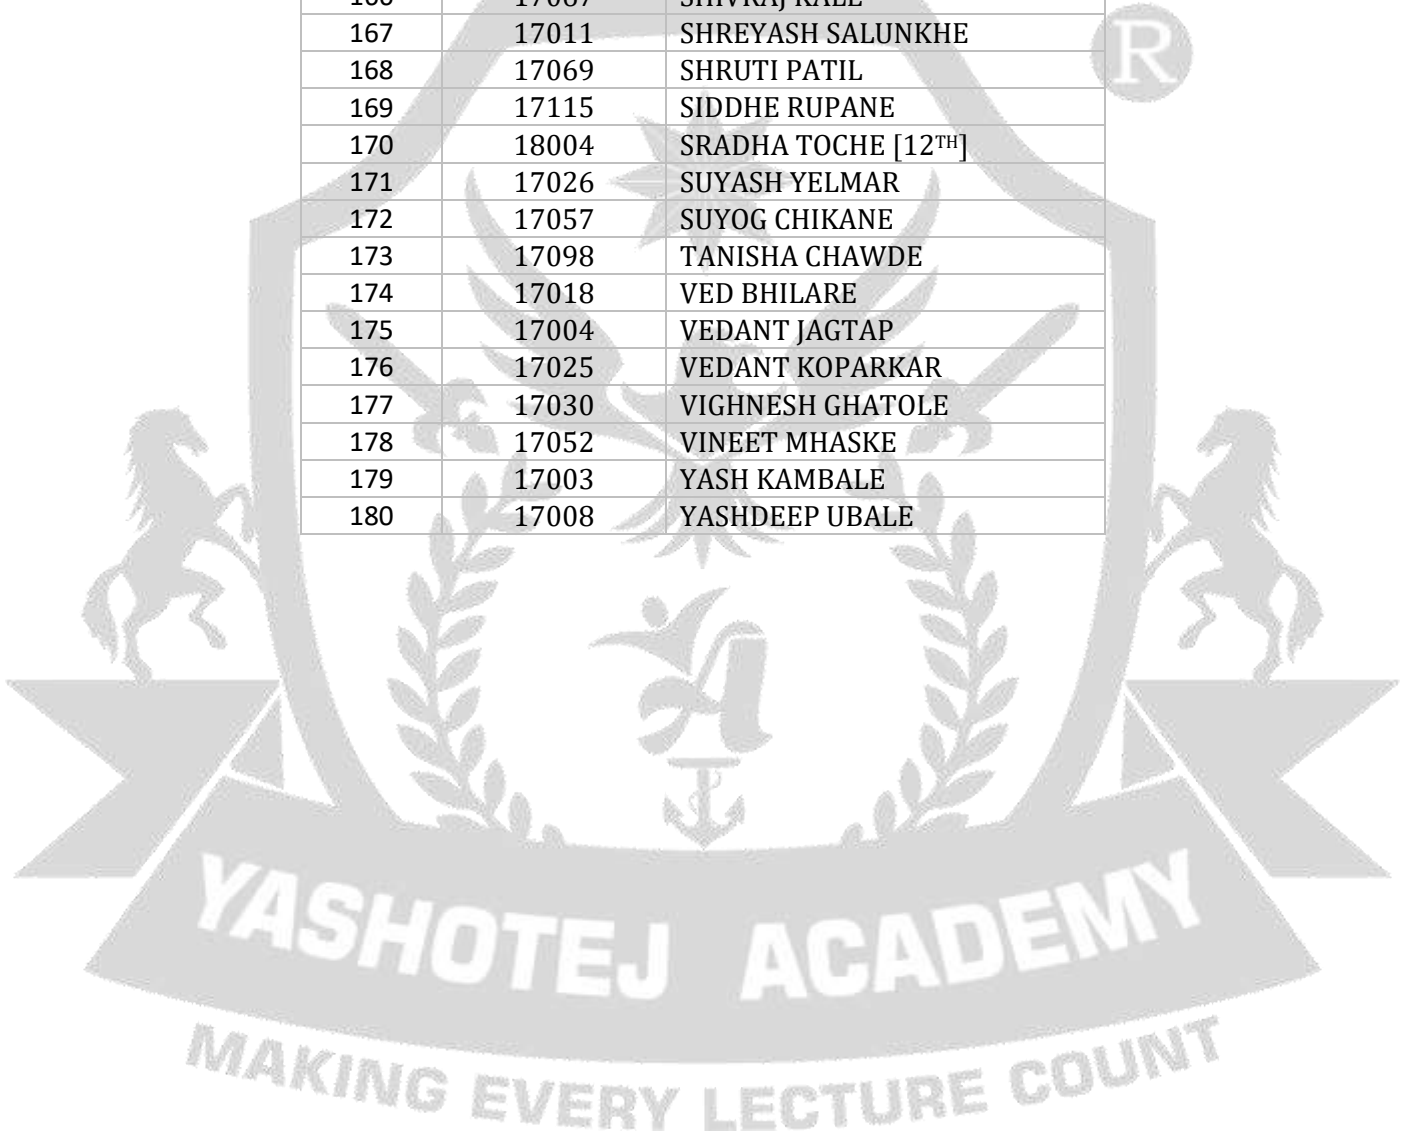 167 17011 SHREYASH SALUNKHE
168 17069 SHRUTI PATIL
169 17115 SIDDHE RUPANE
170 18004 SRADHA TOCHE [12TH]
171 17026 SUYASH YELMAR
172 17057 SUYOG CHIKANE
173 17098 TANISHA CHAWDE
174 17018 VED BHILARE
175 17004 VEDANT JAGTAP
176 17025 VEDANT KOPARKAR
177 17030 VIGHNESH GHATOLE
178 17052 VINEET MHASKE
179 17003 YASH KAMBALE
180 17008 YASHDEEP UBALE
R
YASHOTEJ ACADEMY
MAKING EVERY LECTURE COUNT